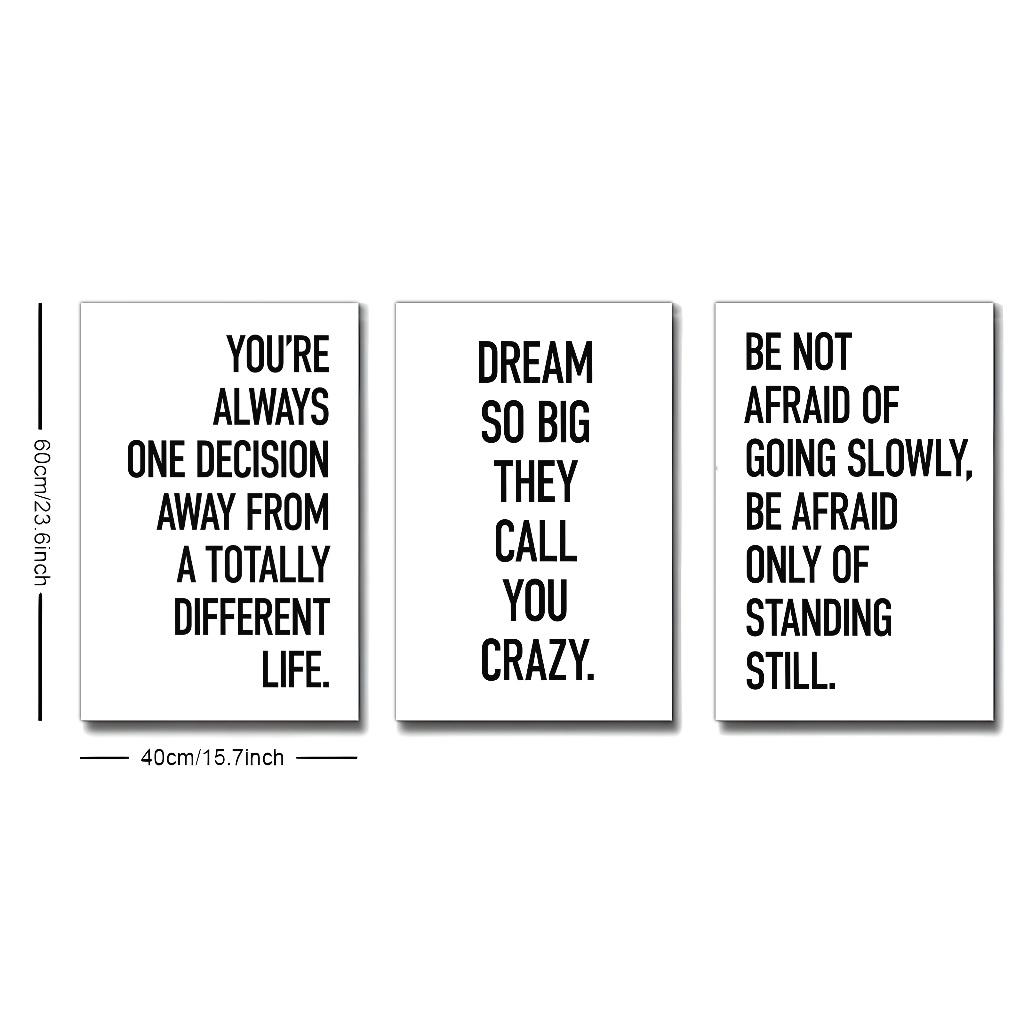 YOU'RE
ALWAYS
ONE DECISION
AWAY FROM
A TOTALLY
DIFFERENT
LIFE.
DREAM
SO BIG
THEY
CALL
YOU
CRAZY.
BE NOT
AFRAID OF
GOING SLOWLY,
BE AFRAID
ONLY OF
STANDING
STILL.
60cm/23.6inch
40cm/15.7inch